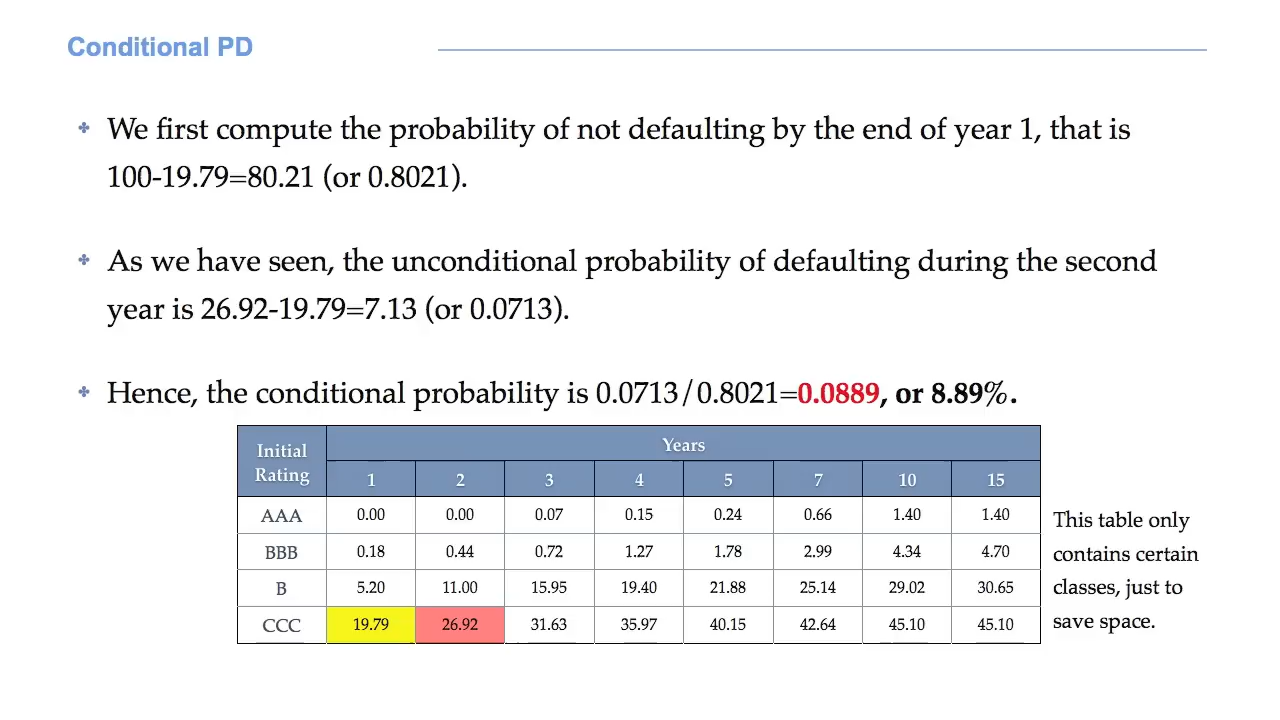 Conditional PD
We first compute the probability of not defaulting by the end of year 1, that is
100-19.79=80.21 (or 0.8021).
As we have seen, the unconditional probability of defaulting during the second
year is 26.92-19.79=7.13 (or 0.0713).
Hence, the conditional probability is 0.0713/0.8021=0.0889, or 8.89%.
Initial Rating Years
1 2 3 4 5 7 10 15
AAA 0.00 0.00 0.07 0.15 0.24 0.66 1.40 1.40
BBB 0.18 0.44 0.72 1.27 1.78 2.99 4.34 4.70
B 5.20 11.00 15.95 19.40 21.88 25.14 29.02 30.65
CCC 19.79 26.92 31.63 35.97 40.15 42.64 45.10 45.10
This table only
contains certain
classes, just to
save space.